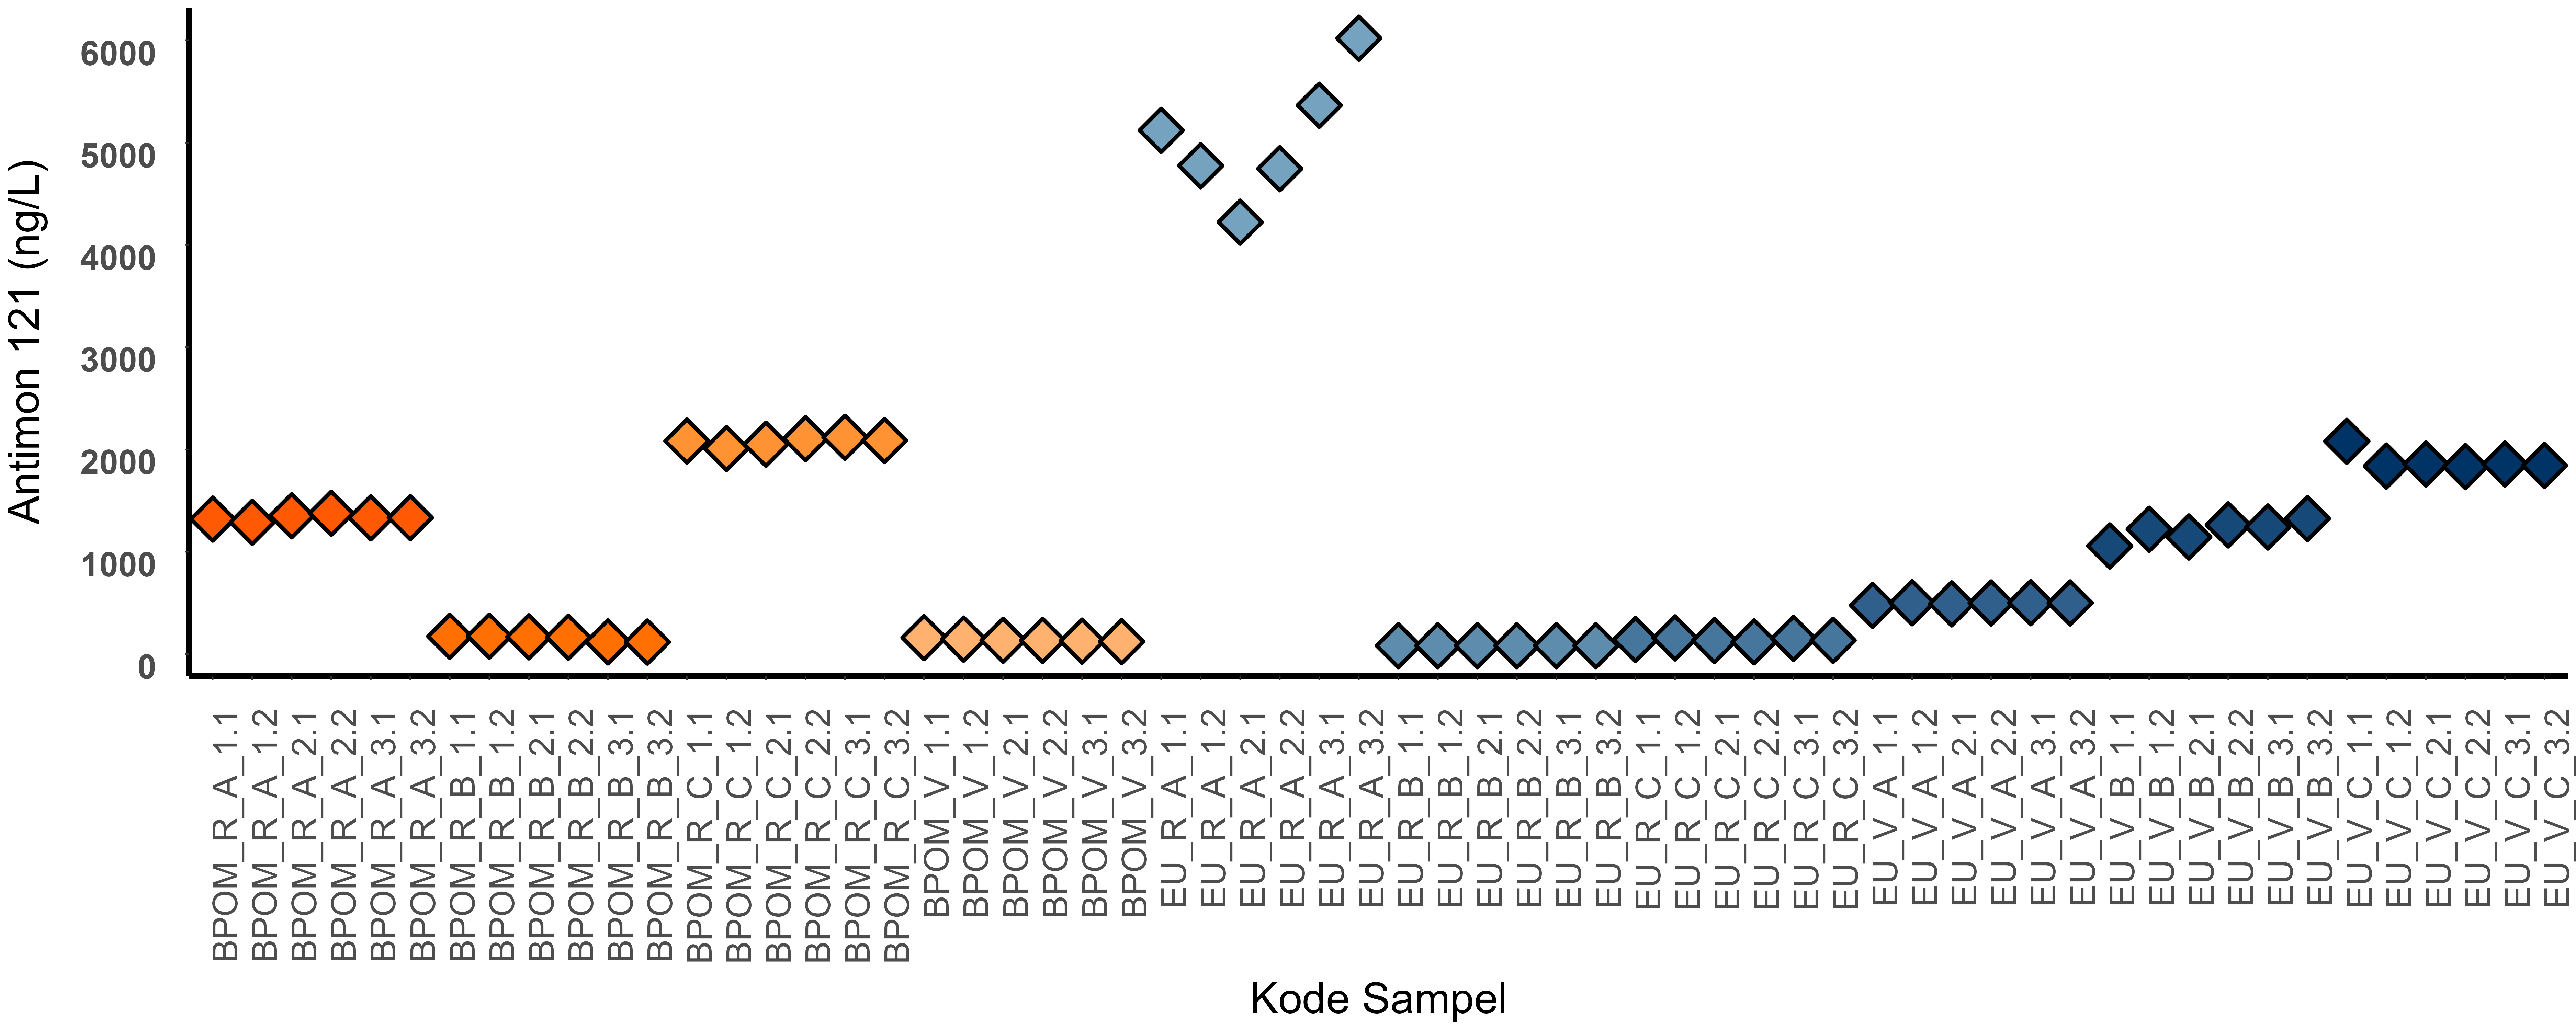 Antimon 121 (ng/L)
6000
5000
4000
3000
2000
1000
0
BPOM_R_A_1.1
BPOM_R_A_1.2
BPOM_R_A_2.1
BPOM_R_A_2.2
BPOM_R_A_3.1
BPOM_R_A_3.2
BPOM_R_B_1.1
BPOM_R_B_1.2
BPOM_R_B_2.1
BPOM_R_B_2.2
BPOM_R_B_3.1
BPOM_R_B_3.2
BPOM_R_C_1.1
BPOM_R_C_1.2
BPOM_R_C_2.1
BPOM_R_C_2.2
BPOM_R_C_3.1
BPOM_R_C_3.2
BPOM_V_1.1
BPOM_V_1.2
BPOM_V_2.1
BPOM_V_2.2
BPOM_V_3.1
BPOM_V_3.2
EU_R_A_1.1
EU_R_A_1.2
EU_R_A_2.1
EU_R_A_2.2
EU_R_A_3.1
EU_R_A_3.2
EU_R_B_1.1
EU_R_B_1.2
EU_R_B_2.1
EU_R_B_2.2
EU_R_B_3.1
EU_R_B_3.2
EU_R_C_1.1
EU_R_C_1.2
EU_R_C_2.1
EU_R_C_2.2
EU_R_C_3.1
EU_R_C_3.2
EU_V_A_1.1
EU_V_A_1.2
EU_V_A_2.1
EU_V_A_2.2
EU_V_A_3.1
EU_V_A_3.2
EU_V_B_1.1
EU_V_B_1.2
EU_V_B_2.1
EU_V_B_2.2
EU_V_B_3.1
EU_V_B_3.2
EU_V_C_1.1
EU_V_C_1.2
EU_V_C_2.1
EU_V_C_2.2
EU_V_C_3.1
EU_V_C_3.2
Kode Sampel